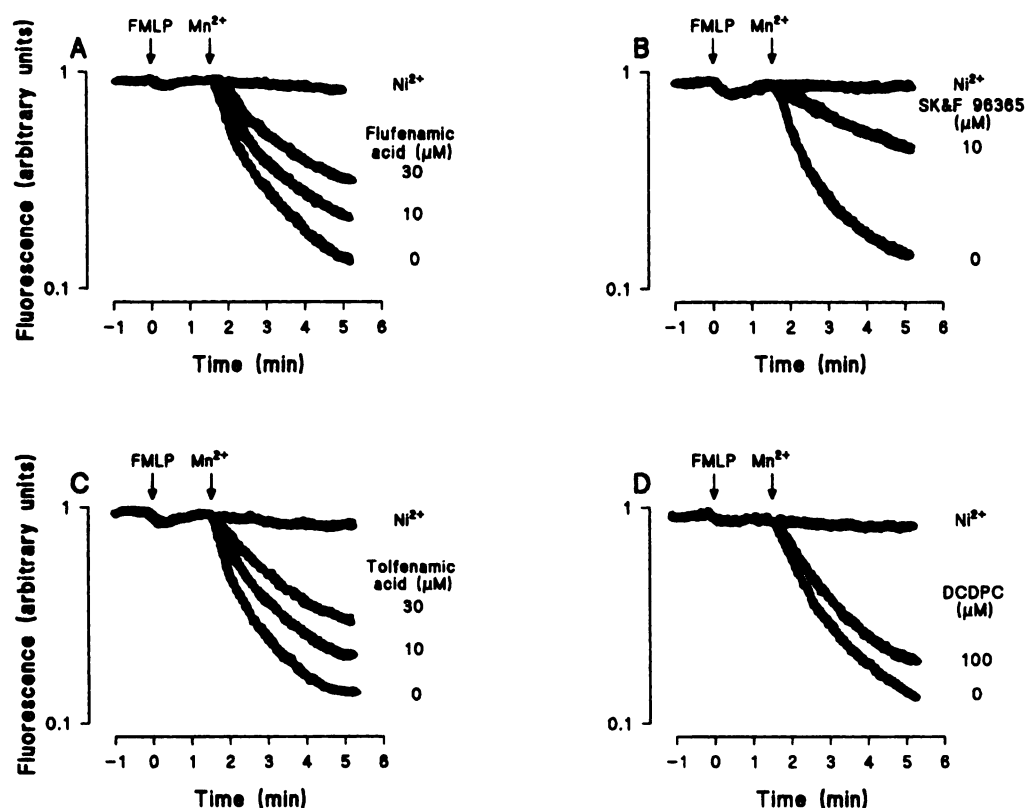 A
FMLP Mn²⁺
Fluorescence (arbitrary units)
1
0.1
Ni²⁺
Flufenamic
acid (μM)
30
10
0
-1 0 1 2 3 4 5 6
Time (min)
B
FMLP Mn²⁺
1
0.1
Ni²⁺
SK&F 96365
(μM)
10
0
-1 0 1 2 3 4 5 6
Time (min)
C
FMLP Mn²⁺
Fluorescence (arbitrary units)
1
0.1
Ni²⁺
Tolfenamic
acid (μM)
30
10
0
-1 0 1 2 3 4 5 6
Time (min)
D
FMLP Mn²⁺
1
0.1
Ni²⁺
DCDPC
(μM)
100
0
-1 0 1 2 3 4 5 6
Time (min)